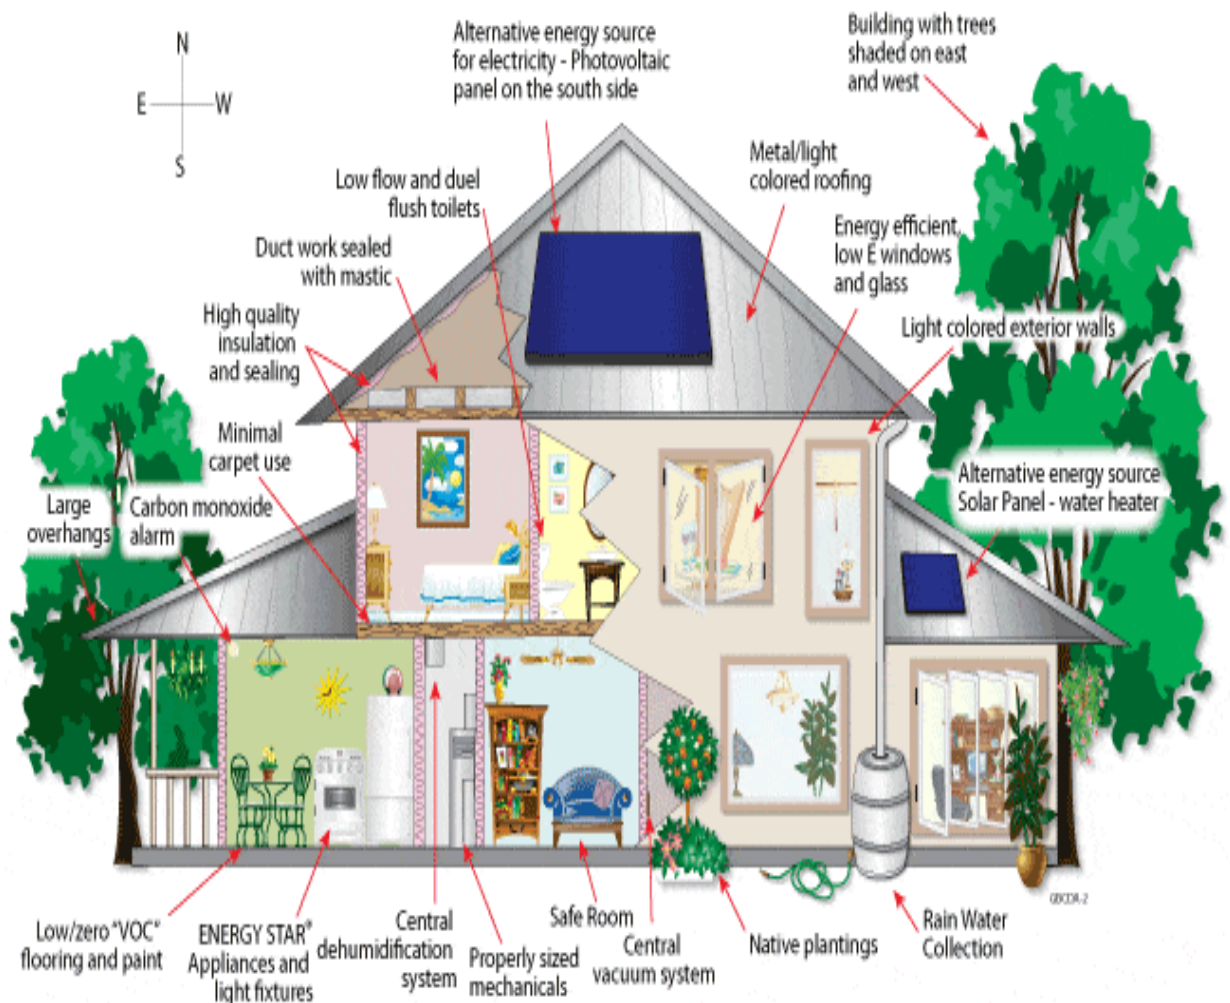 N
E
W
S
Alternative energy source
for electricity - Photovoltaic
panel on the south side
Building with trees
shaded on east
and west
Metal/light
colored roofing
Low flow and duel
flush toilets
Energy efficient,
low E windows
and glass
Duct work sealed
with mastic
High quality
insulation
and sealing
Light colored exterior walls
Minimal
carpet use
Alternative energy source
Solar Panel - water heater
Large
overhangs
Carbon monoxide
alarm
GBCDA-2
Low/zero "VOC"
flooring and paint
ENERGY STAR®
Appliances and
light fixtures
Central
dehumidification
system
Properly sized
mechanicals
Safe Room
Central
vacuum system
Native plantings
Rain Water
Collection